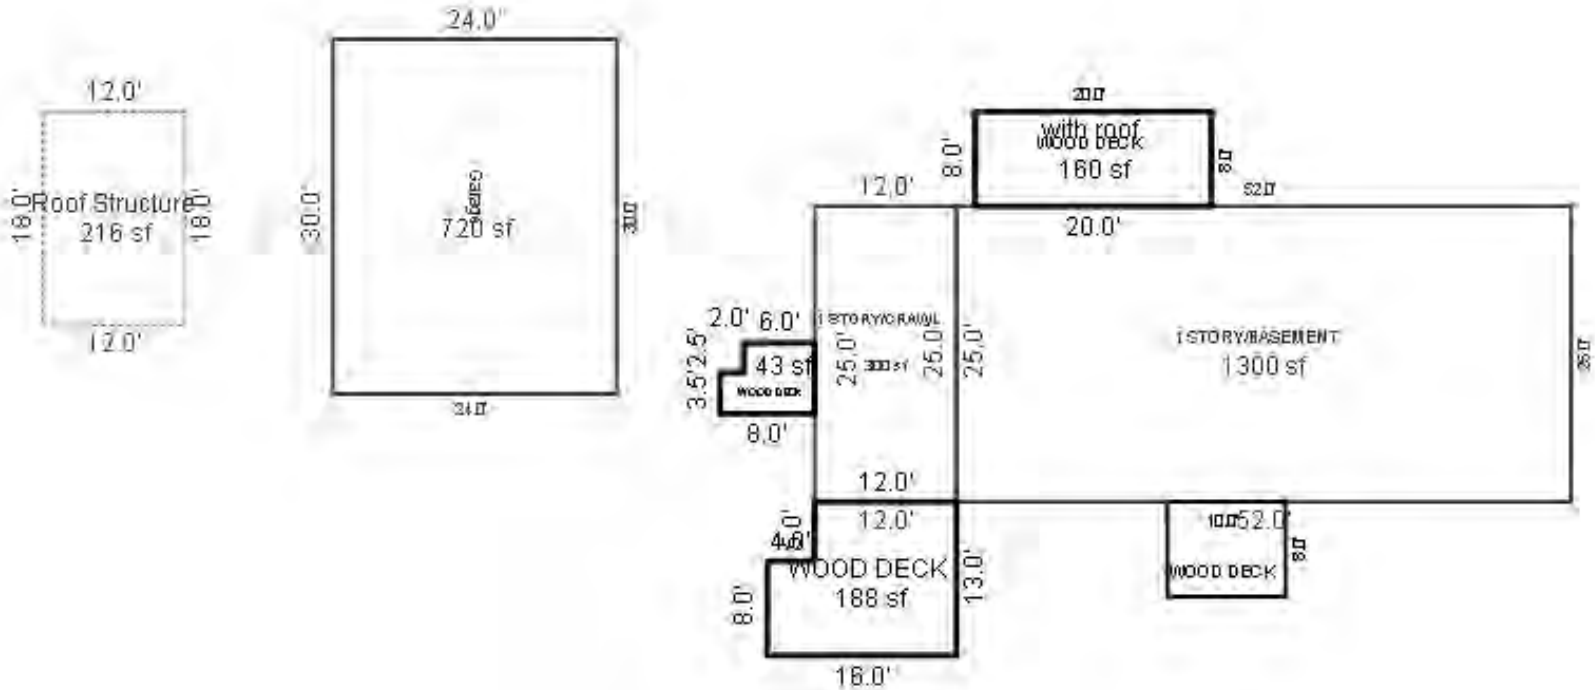 12.0'
18.0'
Roof Structure
216 sf
18.0'
12.0'
24.0'
30.0'
Garage
720 sf
30.0'
24.0'
20.0'
8.0'
with roof
WOOD DECK
160 sf
8.0'
20.0'
12.0'
52.0'
1 STORY/CRAWL
300 sf
25.0'
25.0'
12.0'
25.0'
1 STORY/BASEMENT
1300 sf
52.0'
2.0'
6.0'
2.5'
3.5'
43 sf
WOOD DECK
8.0'
12.0'
8.0'
WOOD DECK
188 sf
13.0'
16.0'
10.0'
8.0'
WOOD DECK